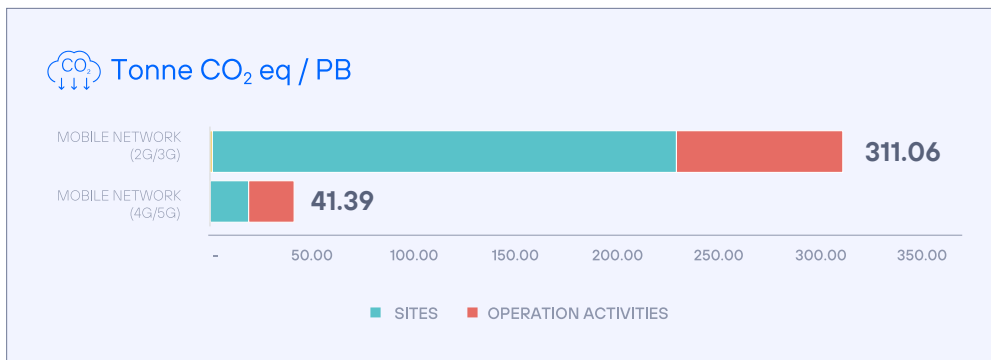 CO₂
Tonne CO₂ eq / PB
MOBILE NETWORK
(2G/3G)
311.06
MOBILE NETWORK
(4G/5G)
41.39
- 50.00 100.00 150.00 200.00 250.00 300.00 350.00
SITES OPERATION ACTIVITIES